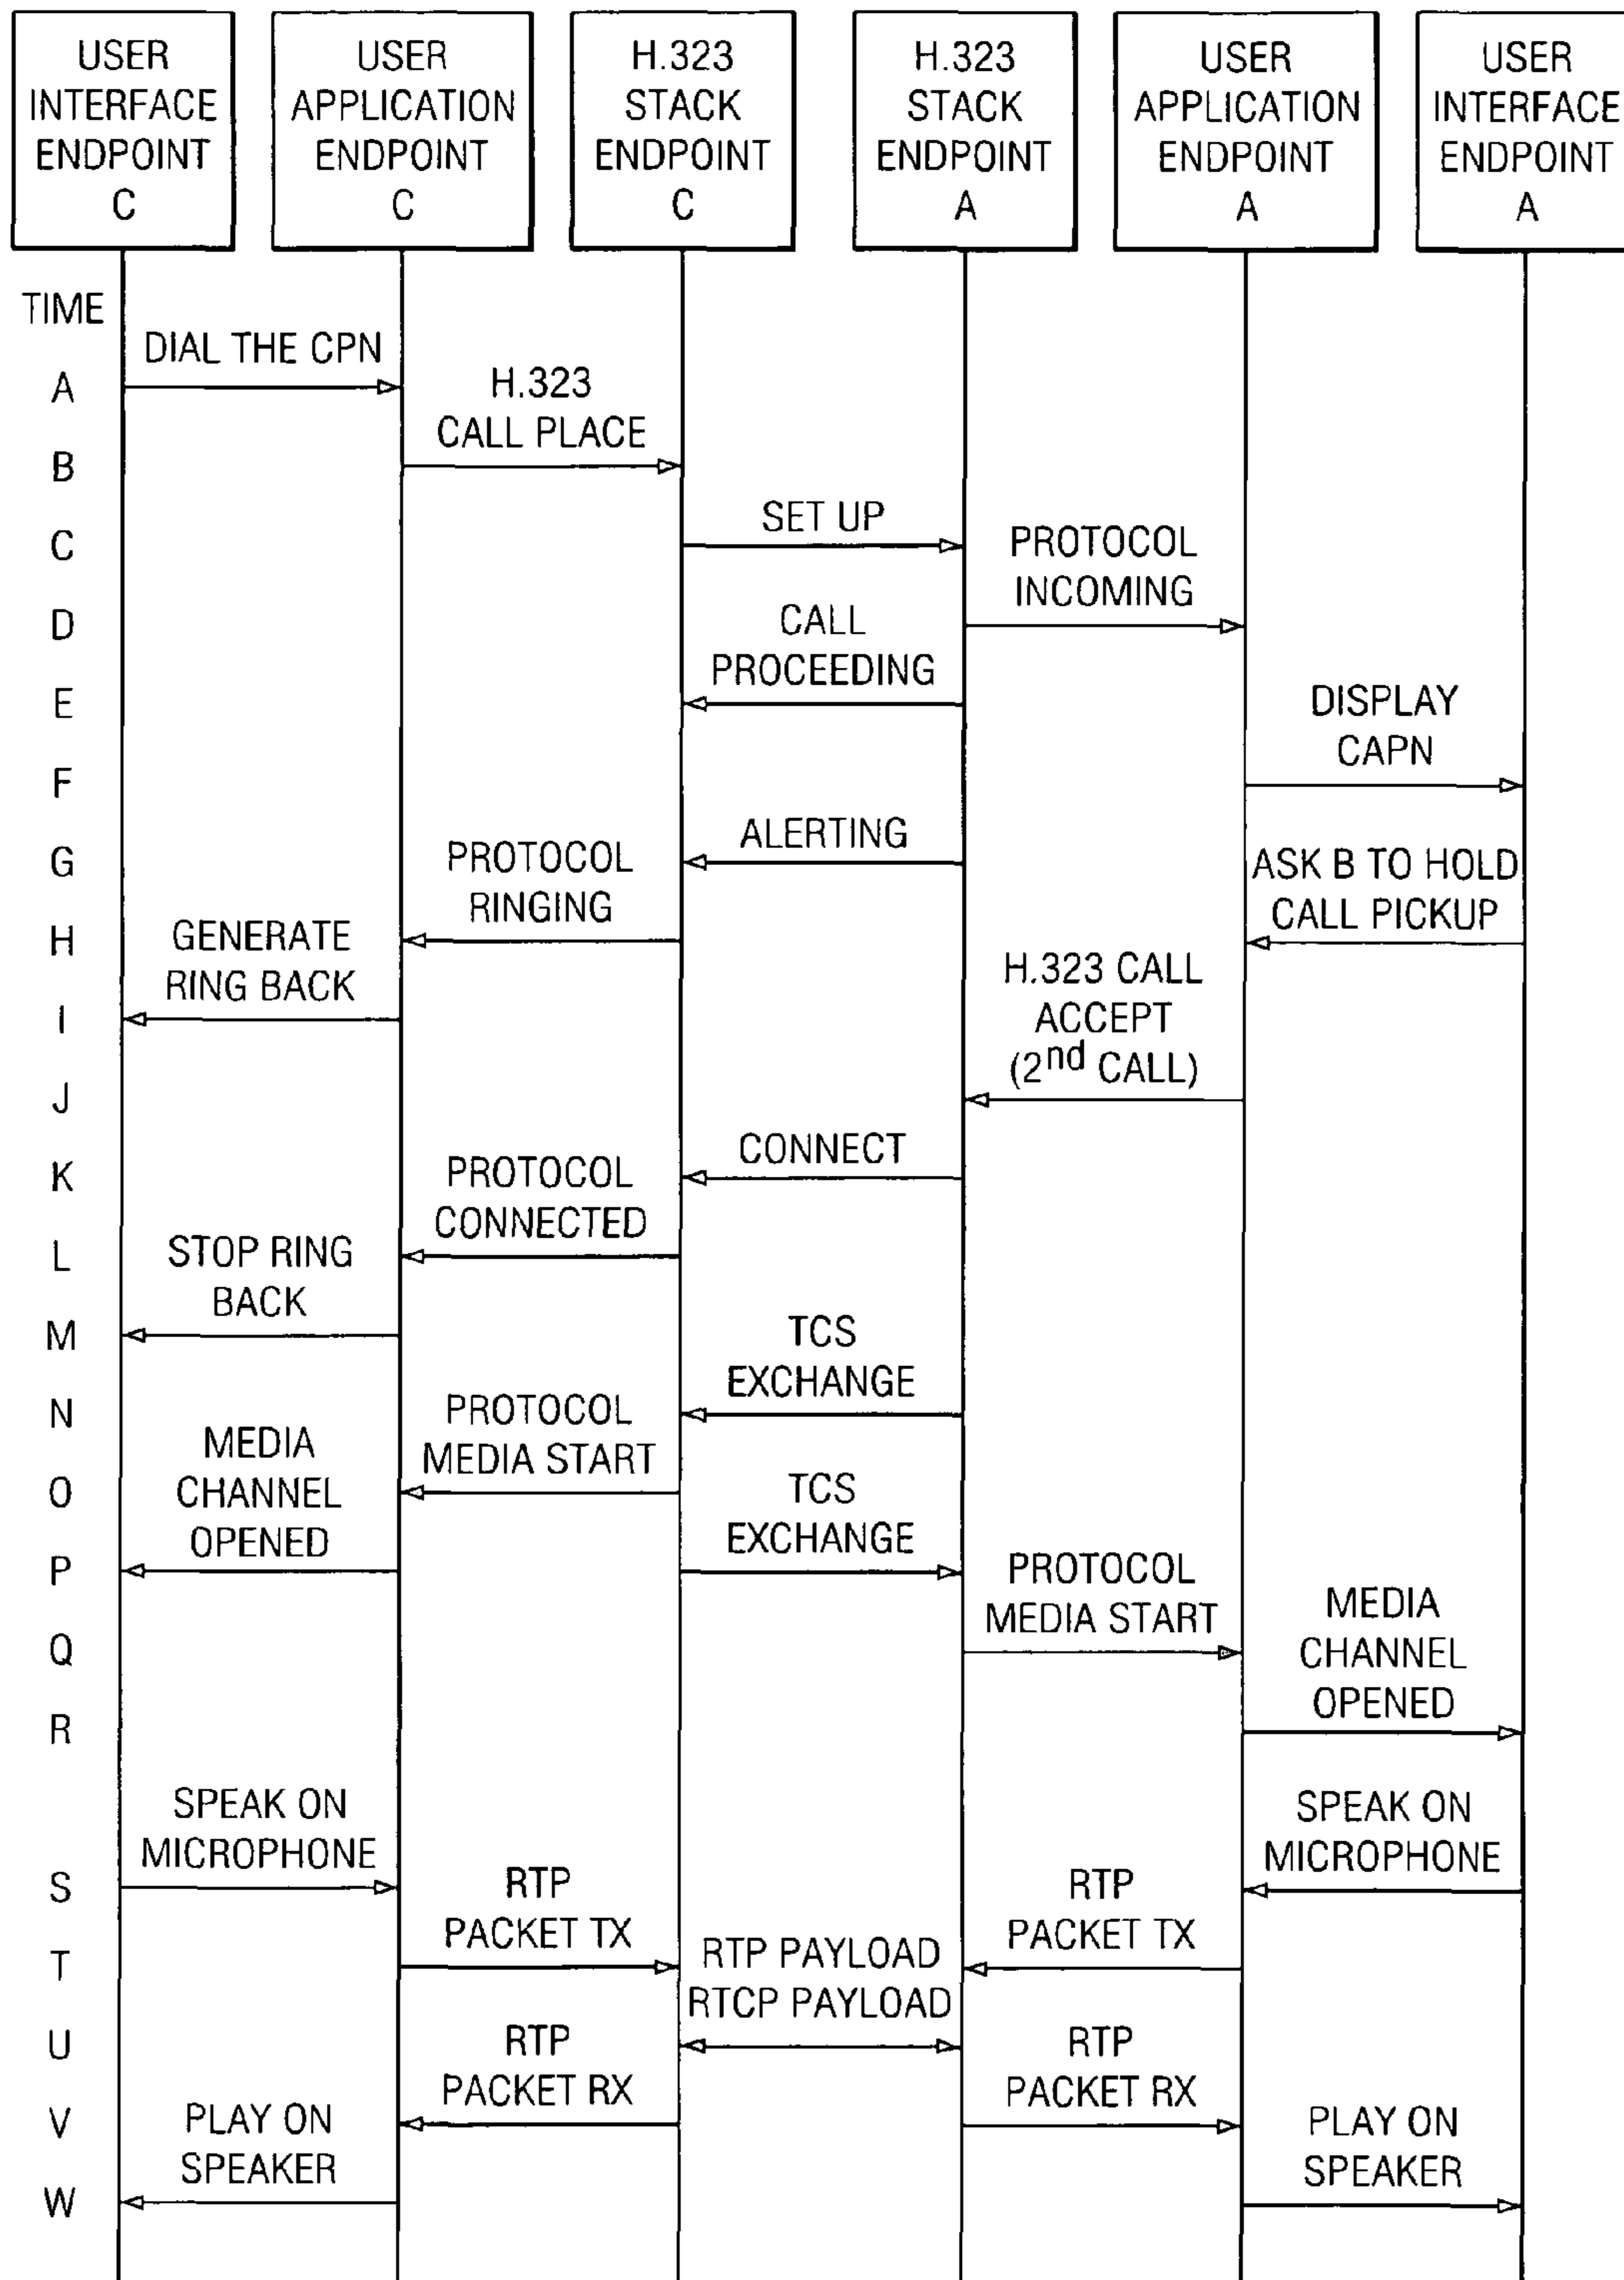 USER
INTERFACE
ENDPOINT
C
USER
APPLICATION
ENDPOINT
C
H.323
STACK
ENDPOINT
C
H.323
STACK
ENDPOINT
A
USER
APPLICATION
ENDPOINT
A
USER
INTERFACE
ENDPOINT
A
TIME
A
DIAL THE CPN
B
H.323
CALL PLACE
C
SET UP
D
PROTOCOL
INCOMING
E
CALL
PROCEEDING
F
DISPLAY
CAPN
G
ALERTING
H
PROTOCOL
RINGING
ASK B TO HOLD
CALL PICKUP
I
GENERATE
RING BACK
J
H.323 CALL
ACCEPT
(2nd CALL)
K
CONNECT
L
PROTOCOL
CONNECTED
M
STOP RING
BACK
N
TCS
EXCHANGE
O
PROTOCOL
MEDIA START
P
MEDIA
CHANNEL
OPENED
TCS
EXCHANGE
Q
PROTOCOL
MEDIA START
R
MEDIA
CHANNEL
OPENED
S
SPEAK ON
MICROPHONE
SPEAK ON
MICROPHONE
T
RTP
PACKET TX
RTP
PACKET TX
U
RTP PAYLOAD
RTCP PAYLOAD
V
RTP
PACKET RX
RTP
PACKET RX
W
PLAY ON
SPEAKER
PLAY ON
SPEAKER